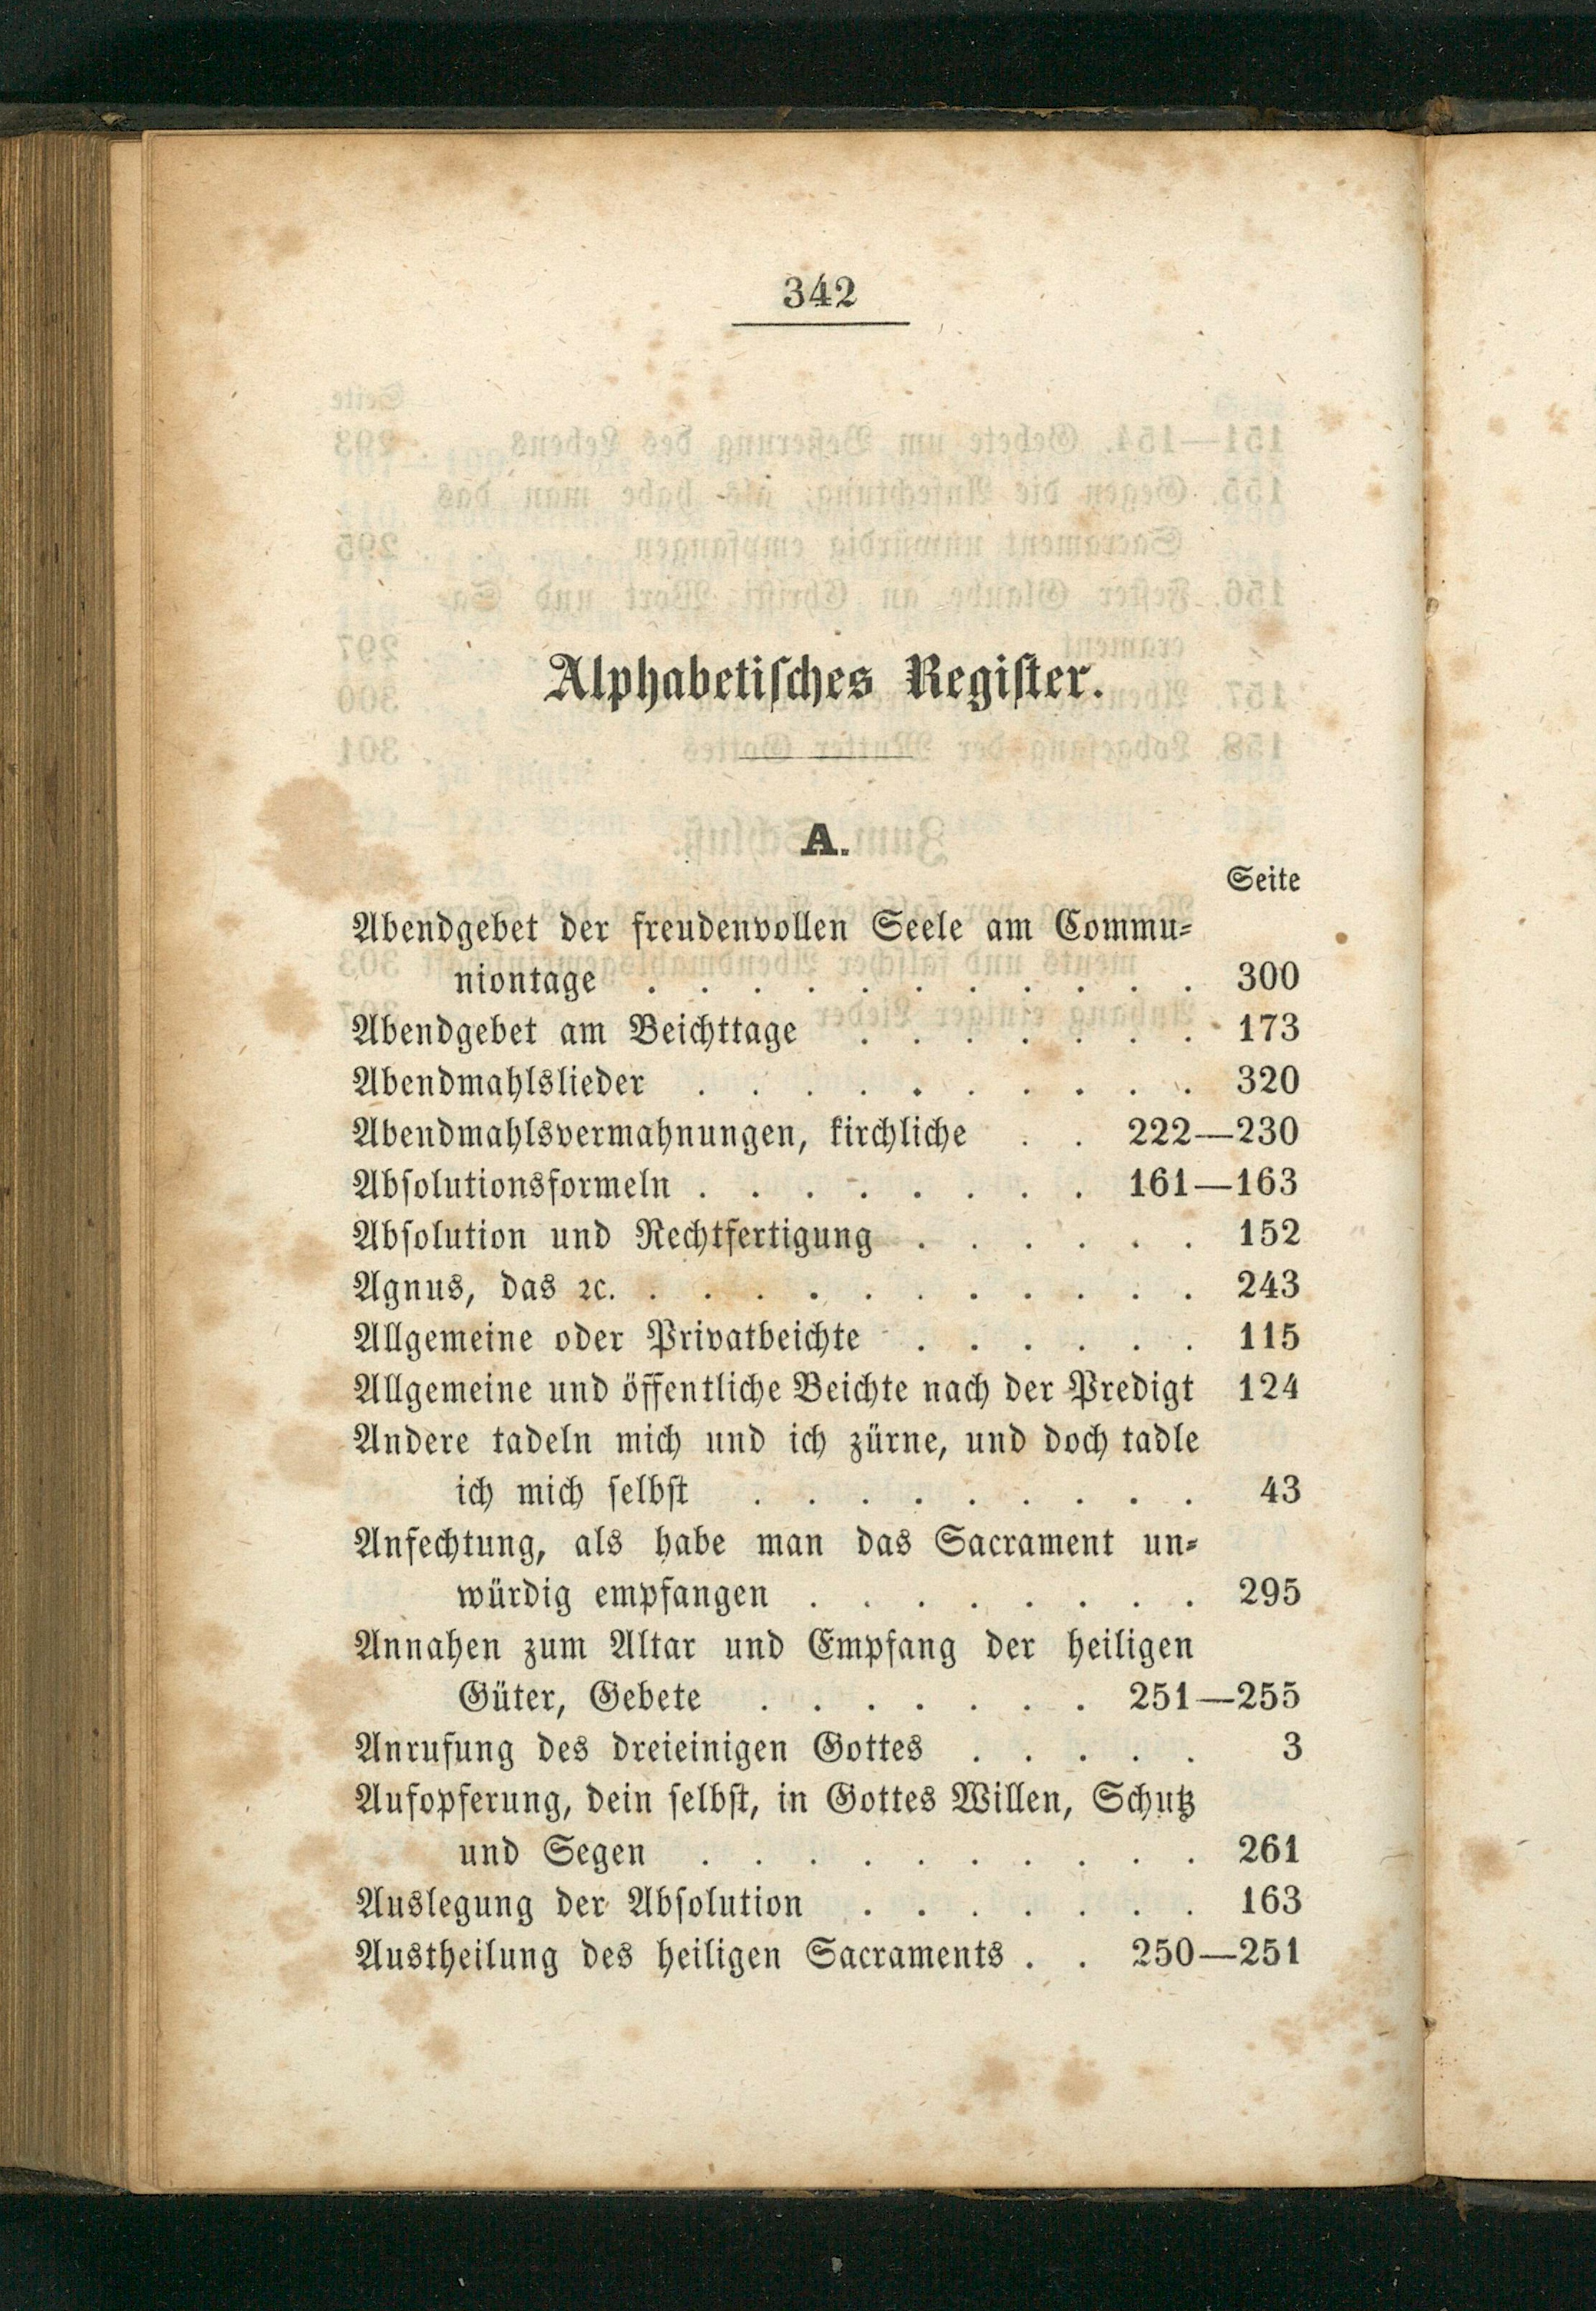 342
Alphabetisches Register.
A.
Seite
Abendgebet der freudenvollen Seele am Commu-
niontage . . . . . . . . . . . 300
Abendgebet am Beichttage . . . . . . . 173
Abendmahlslieder . . . . . . . . . . 320
Abendmahlsvermahnungen, kirchliche . . 222—230
Absolutionsformeln . . . . . . . . 161—163
Absolution und Rechtfertigung . . . . . . 152
Agnus, das ꝛc. . . . . . . . . . . . 243
Allgemeine oder Privatbeichte . . . . . . 115
Allgemeine und öffentliche Beichte nach der Predigt 124
Andere tadeln mich und ich zürne, und doch tadle
ich mich selbst . . . . . . . . . 43
Anfechtung, als habe man das Sacrament un-
würdig empfangen . . . . . . . . 295
Annahen zum Altar und Empfang der heiligen
Güter, Gebete . . . . . . . 251—255
Anrufung des dreieinigen Gottes . . . . . 3
Aufopferung, dein selbst, in Gottes Willen, Schutz
und Segen . . . . . . . . . . 261
Auslegung der Absolution . . . . . . . 163
Austheilung des heiligen Sacraments . . 250—251